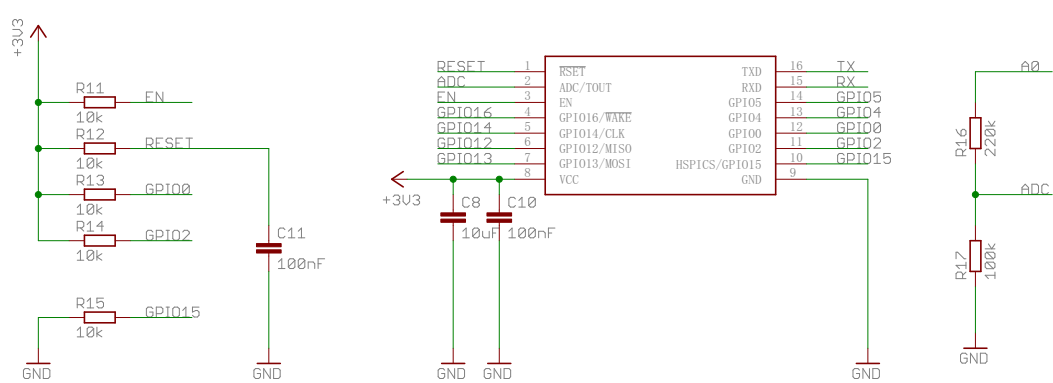 +3V3
R11
EN
10k
R12
RESET
10k
R13
GPIO0
10k
R14
GPIO2
10k
C11
100nF
R15
GPIO15
10k
GND
GND
RESET 1 RSET
ADC 2 ADC/TOUT
EN 3 EN
GPIO16 4 GPIO16/WAKE
GPIO14 5 GPIO14/CLK
GPIO12 6 GPIO12/MISO
GPIO13 7 GPIO13/MOSI
8 VCC
TXD 16 TX
RXD 15 RX
GPIO5 14 GPIO5
GPIO4 13 GPIO4
GPIO0 12 GPIO0
GPIO2 11 GPIO2
HSPICS/GPIO15 10 GPIO15
GND 9
+3V3
C8
10uF
C10
100nF
GND
GND
GND
A0
R16
220k
ADC
R17
100k
GND